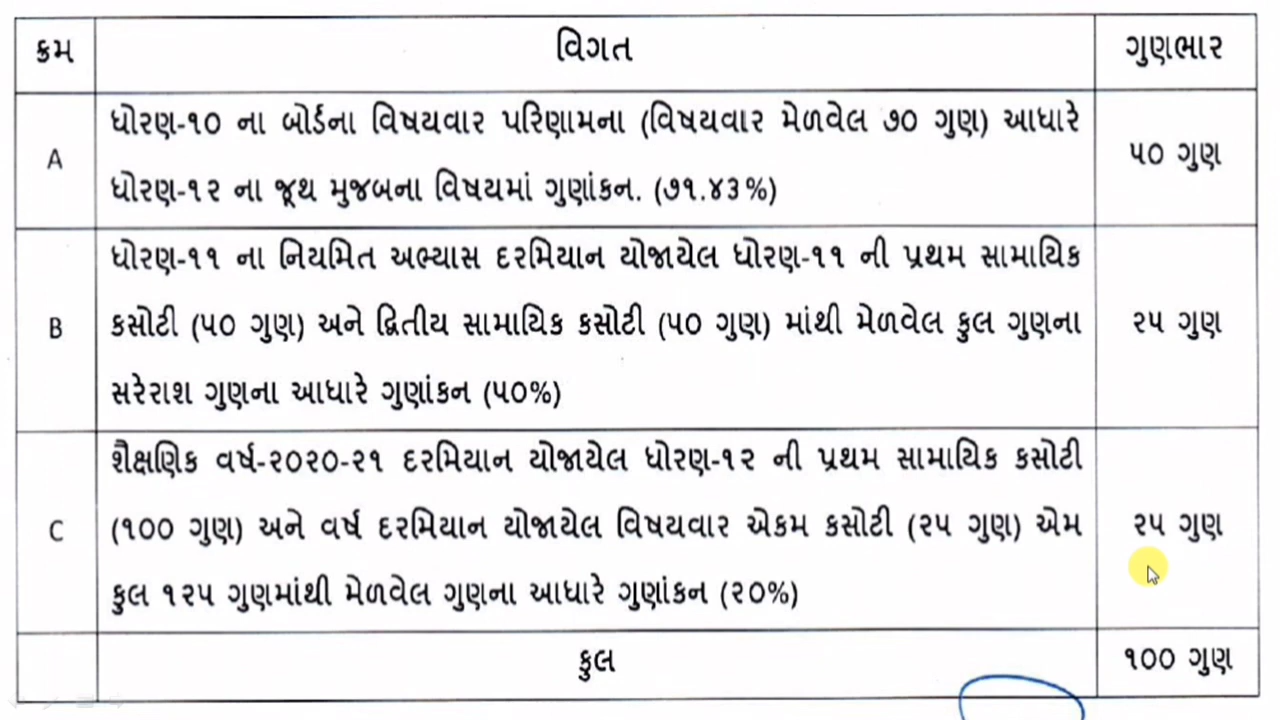 ક્રમ વિગત ગુણભાર
A ધોરણ-૧૦ ના બોર્ડના વિષયવાર પરિણામના (વિષયવાર મેળવેલ ૭૦ ગુણ) આધારે
ધોરણ-૧૨ ના જૂથ મુજબના વિષયમાં ગુણાંકન. (૭૧.૪૩%) ૫૦ ગુણ
B ધોરણ-૧૧ ના નિયમિત અભ્યાસ દરમિયાન યોજાયેલ ધોરણ-૧૧ ની પ્રથમ સામાયિક
કસોટી (૫૦ ગુણ) અને દ્વિતીય સામાયિક કસોટી (૫૦ ગુણ) માંથી મેળવેલ કુલ ગુણના ૨૫ ગુણ
સરેરાશ ગુણના આધારે ગુણાંકન (૫૦%)
શૈક્ષણિક વર્ષ-૨૦૨૦-૨૧ દરમિયાન યોજાયેલ ધોરણ-૧૨ ની પ્રથમ સામાયિક કસોટી
C (૧૦૦ ગુણ) અને વર્ષ દરમિયાન યોજાયેલ વિષયવાર એકમ કસોટી (૨૫ ગુણ) એમ ૨૫ ગુણ
કુલ ૧૨૫ ગુણમાંથી મેળવેલ ગુણના આધારે ગુણાંકન (૨૦%)
કુલ ૧૦૦ ગુણ